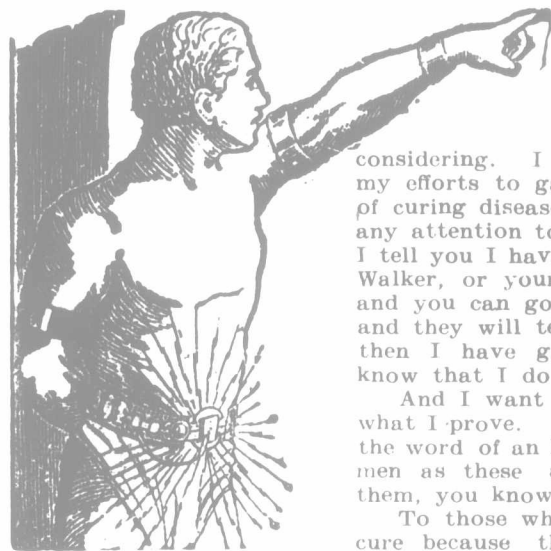 considering. I
my efforts to ga
of curing diseas
any attention to
I tell you I hav
Walker, or your
and you can go
and they will te
then I have g
know that I do
And I want
what I prove.
the word of an
men as these a
them, you know
To those wh
cure because th